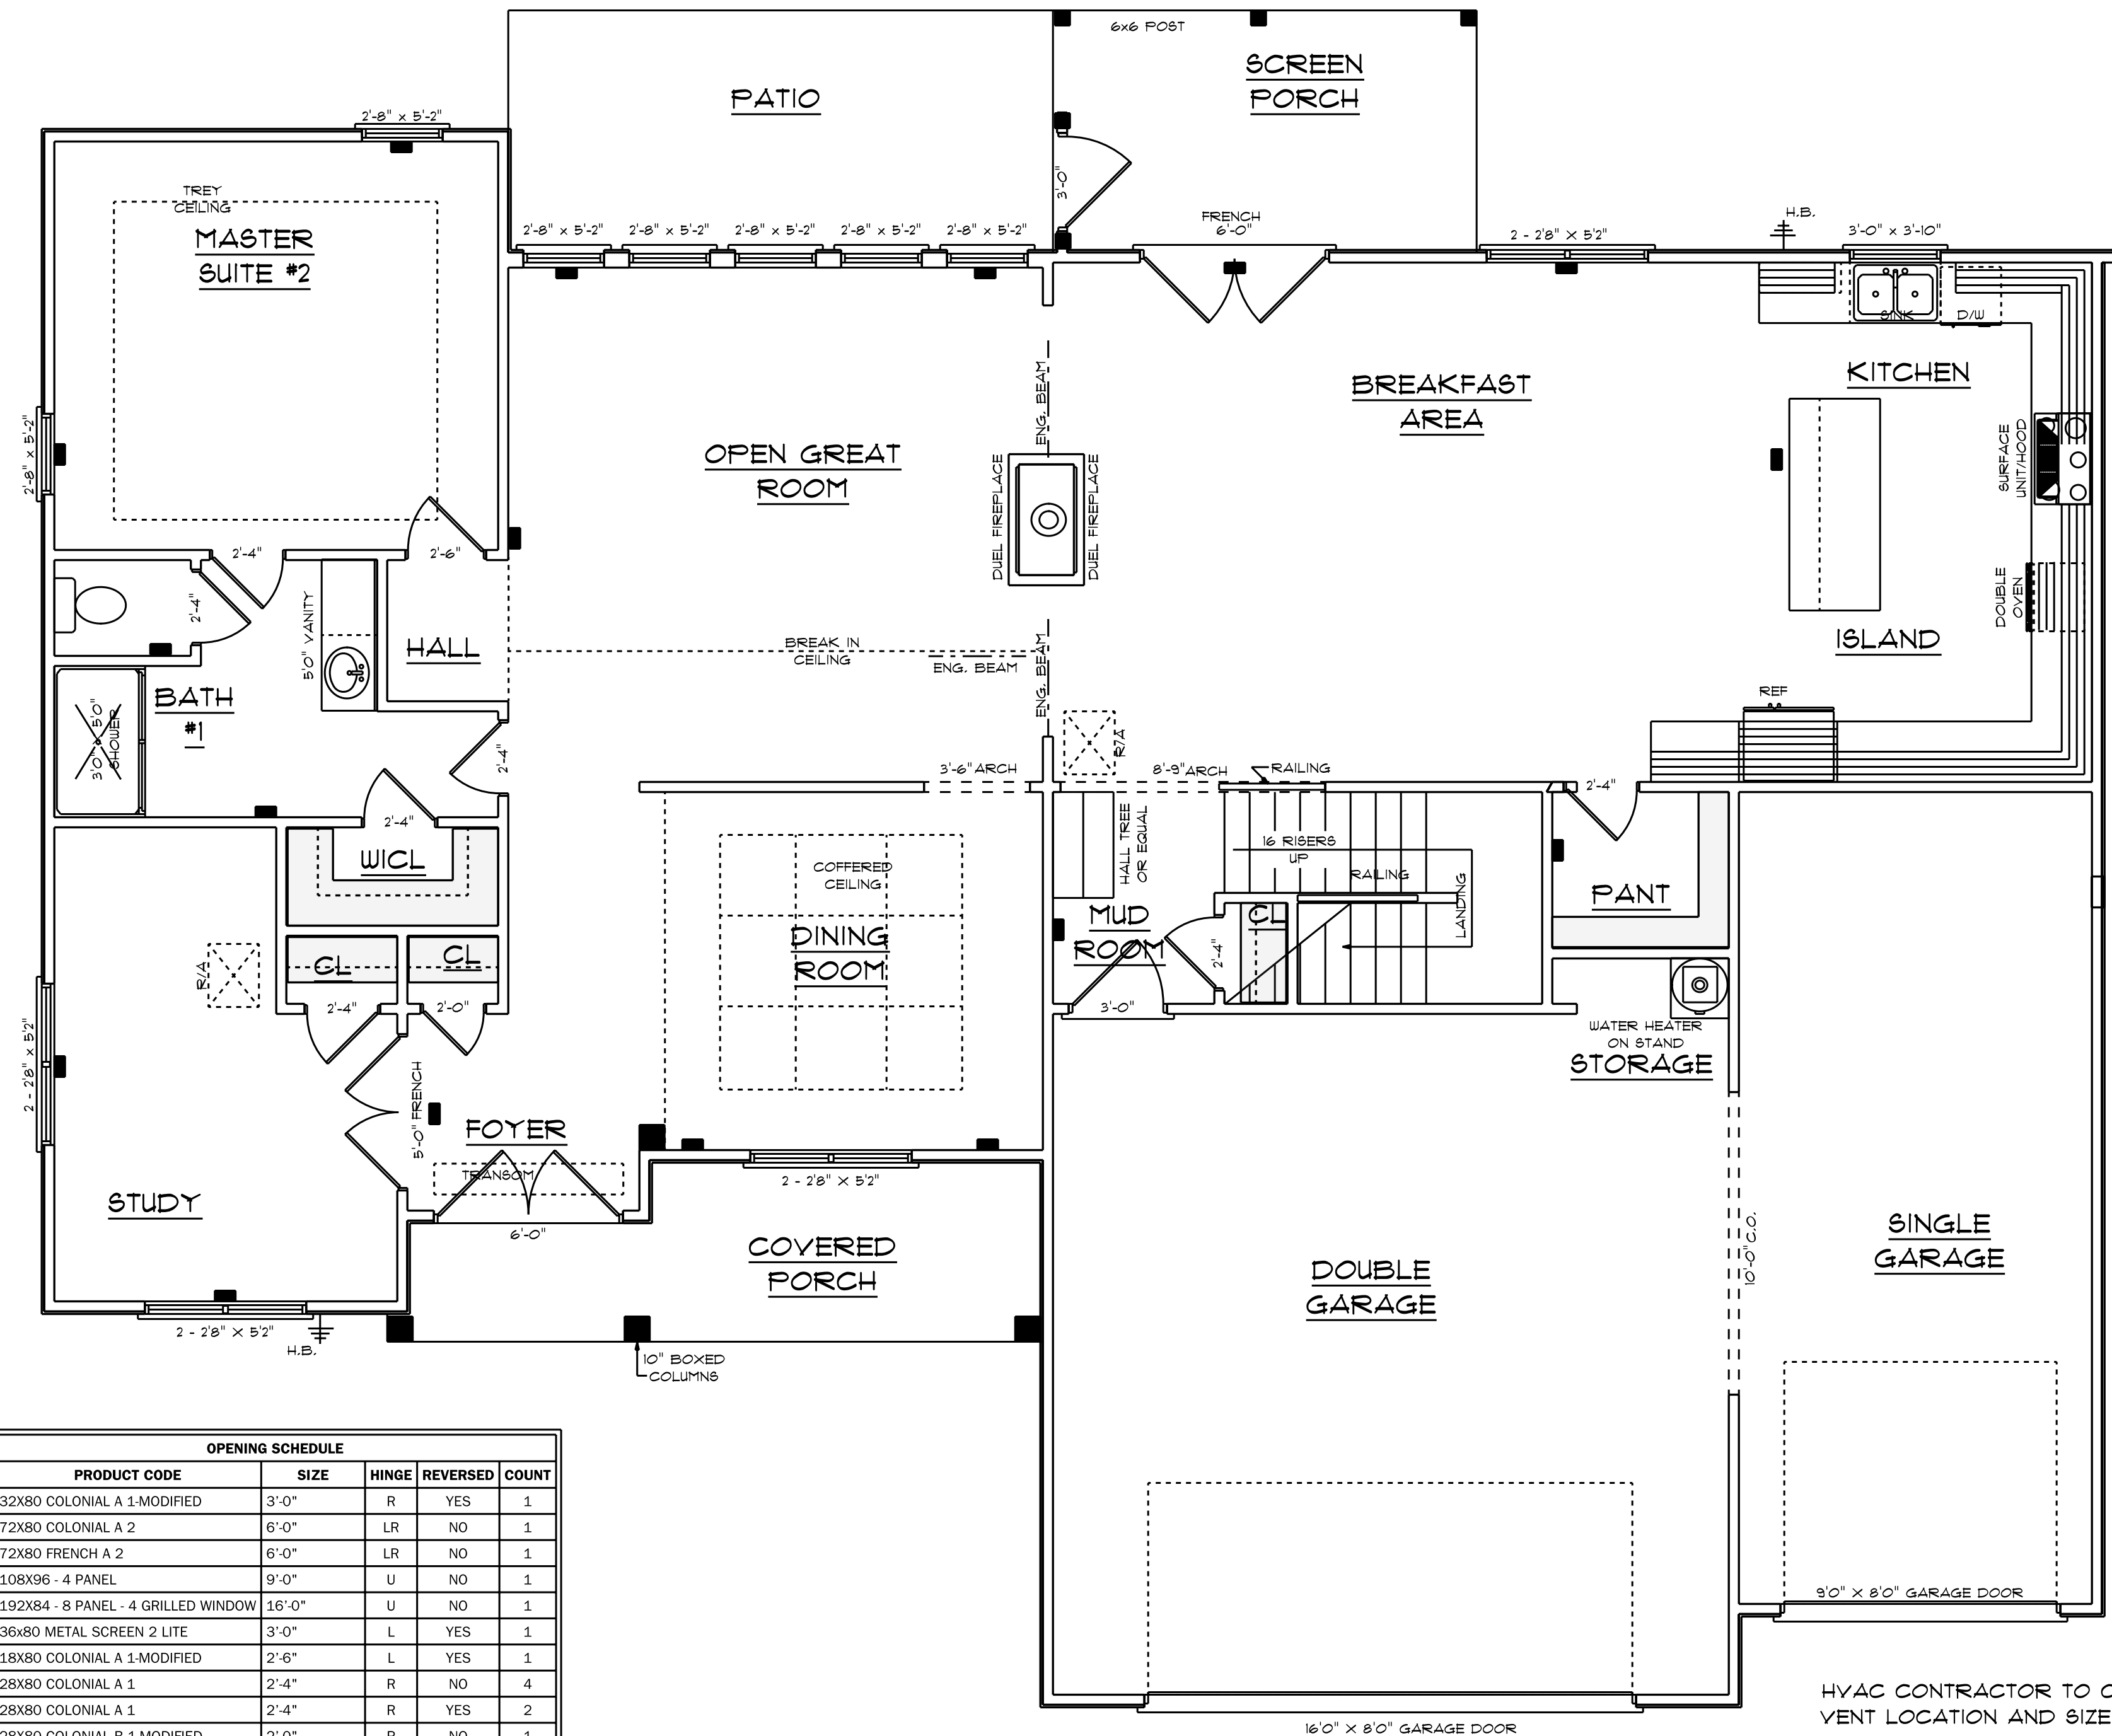 6x6 POST
SCREEN
PORCH
PATIO
2'-8" x 5'-2"
TREY
CEILING
MASTER
SUITE #2
3'-0"
FRENCH
6'-0"
2'-8" x 5'-2"
2'-8" x 5'-2"
2'-8" x 5'-2"
2'-8" x 5'-2"
2'-8" x 5'-2"
2 - 2'8" X 5'2"
H.B.
3'-0" x 3'-10"
SINK
D/W
KITCHEN
BREAKFAST
AREA
ENG. BEAM
2'-8" x 5'-2"
OPEN GREAT
ROOM
DUEL FIREPLACE
DUEL FIREPLACE
SURFACE
UNIT/HOOD
2'-4"
2'-6"
2'-4"
5'0" VANITY
DOUBLE
OVEN
HALL
BREAK IN
CEILING
ENG. BEAM
ENG. BEAM
ISLAND
BATH
#1
3'0" x 5'0"
SHOWER
REF
R/A
2'-4"
3'-6" ARCH
8'-9" ARCH
RAILING
2'-4"
2'-4"
WICL
COFFERED
CEILING
HALL TREE
OR EQUAL
16 RISERS
UP
RAILING
LANDING
PANT
MUD
ROOM
CL
2'-4"
DINING
ROOM
CL
CL
R/A
2'-4"
2'-0"
3'-0"
WATER HEATER
ON STAND
STORAGE
2 - 2'8" X 5'2"
5'-0" FRENCH
FOYER
TRANSOM
STUDY
2 - 2'8" X 5'2"
6'-0"
COVERED
PORCH
DOUBLE
GARAGE
10'-0" C.O.
SINGLE
GARAGE
2 - 2'8" X 5'2"
H.B.
10" BOXED
COLUMNS
OPENING SCHEDULE
PRODUCT CODE SIZE HINGE REVERSED COUNT
32X80 COLONIAL A 1-MODIFIED 3'-0" R YES 1
72X80 COLONIAL A 2 6'-0" LR NO 1
72X80 FRENCH A 2 6'-0" LR NO 1
108X96 - 4 PANEL 9'-0" U NO 1
192X84 - 8 PANEL - 4 GRILLED WINDOW 16'-0" U NO 1
36x80 METAL SCREEN 2 LITE 3'-0" L YES 1
18X80 COLONIAL A 1-MODIFIED 2'-6" L YES 1
28X80 COLONIAL A 1 2'-4" R NO 4
28X80 COLONIAL A 1 2'-4" R YES 2
9'0" X 8'0" GARAGE DOOR
16'0" X 8'0" GARAGE DOOR
HVAC CONTRACTOR TO
VENT LOCATION AND SIZE